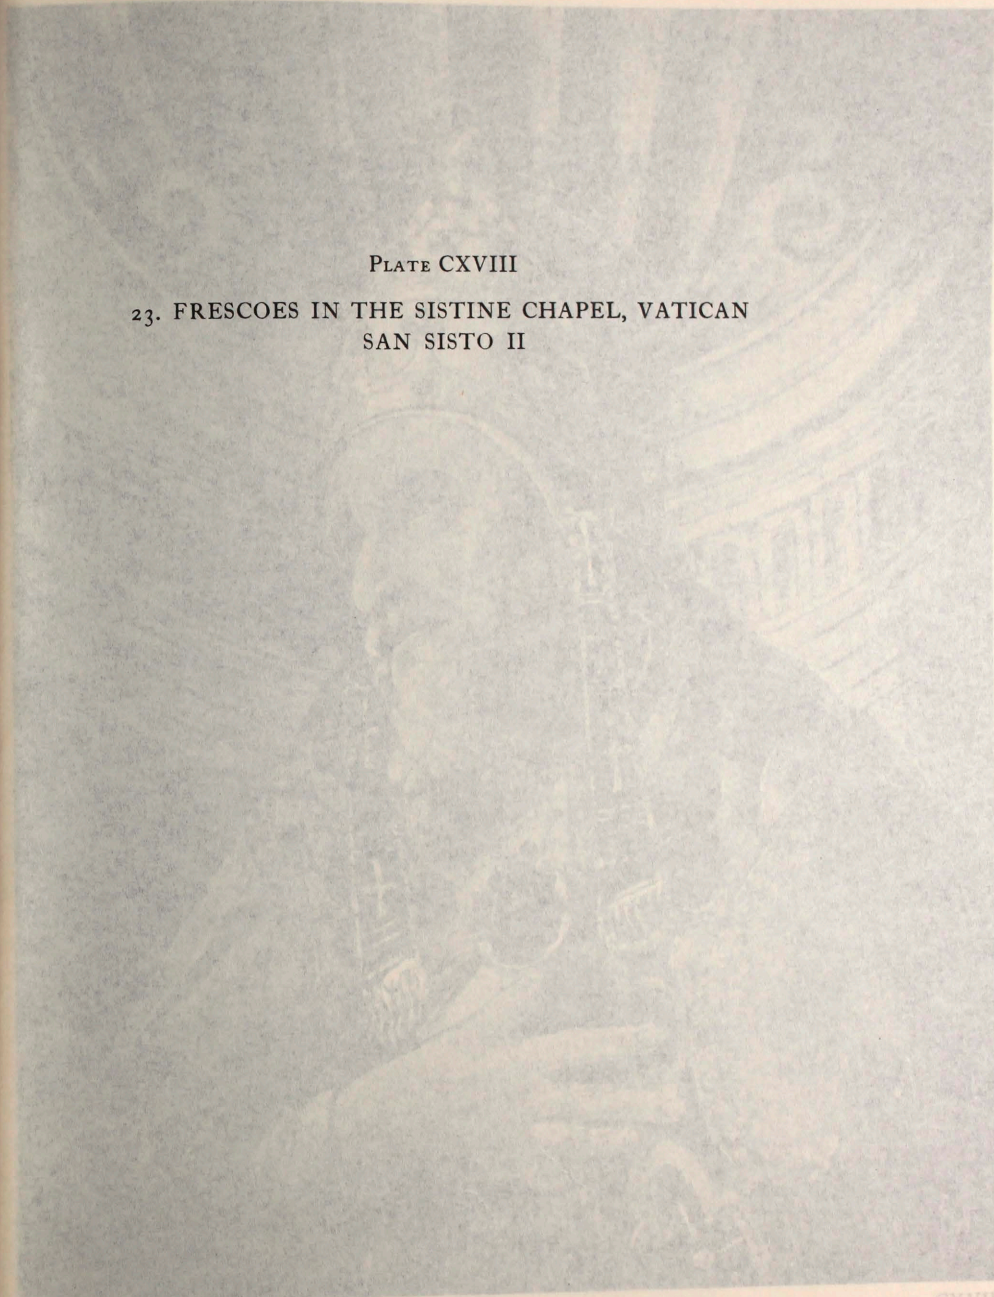 Plate CXVIII
23. FRESCOES IN THE SISTINE CHAPEL, VATICAN
SAN SISTO II